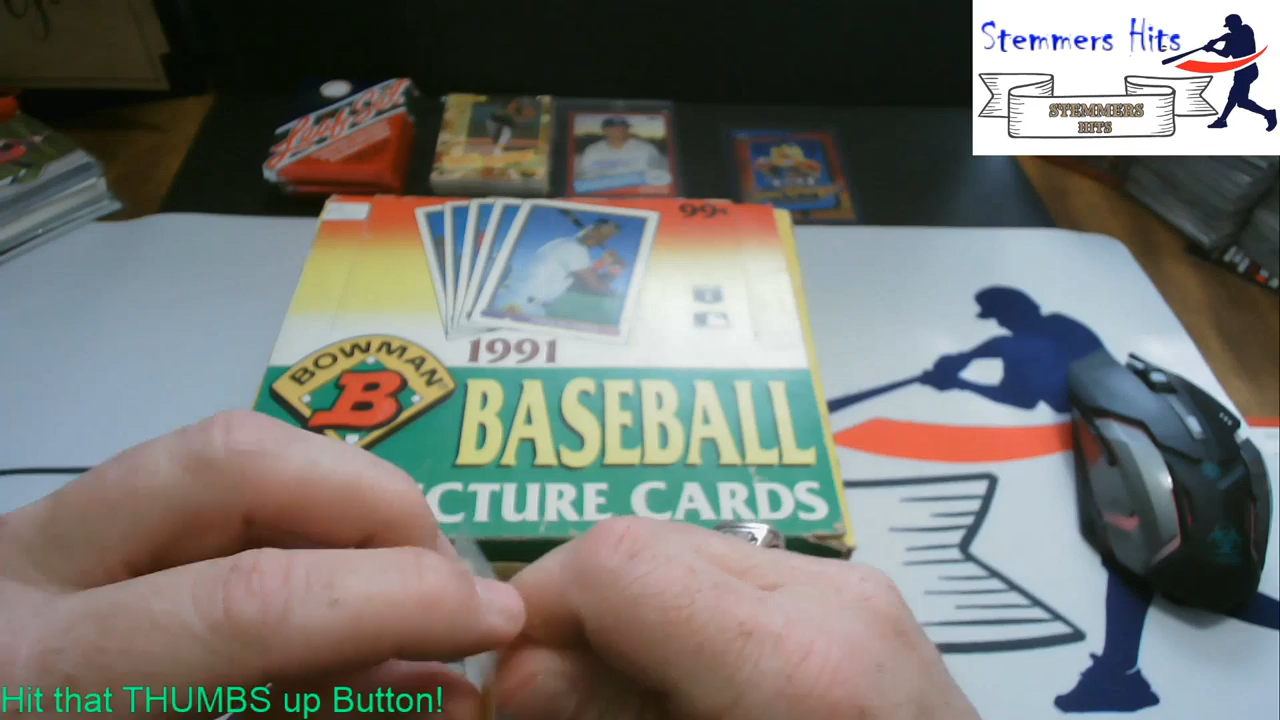 Stemmers Hits
STEMMERS
HITS
99¢
1991
BOWMAN
B
BASEBALL
CTURE CARDS
Hit that THUMBS up Button!